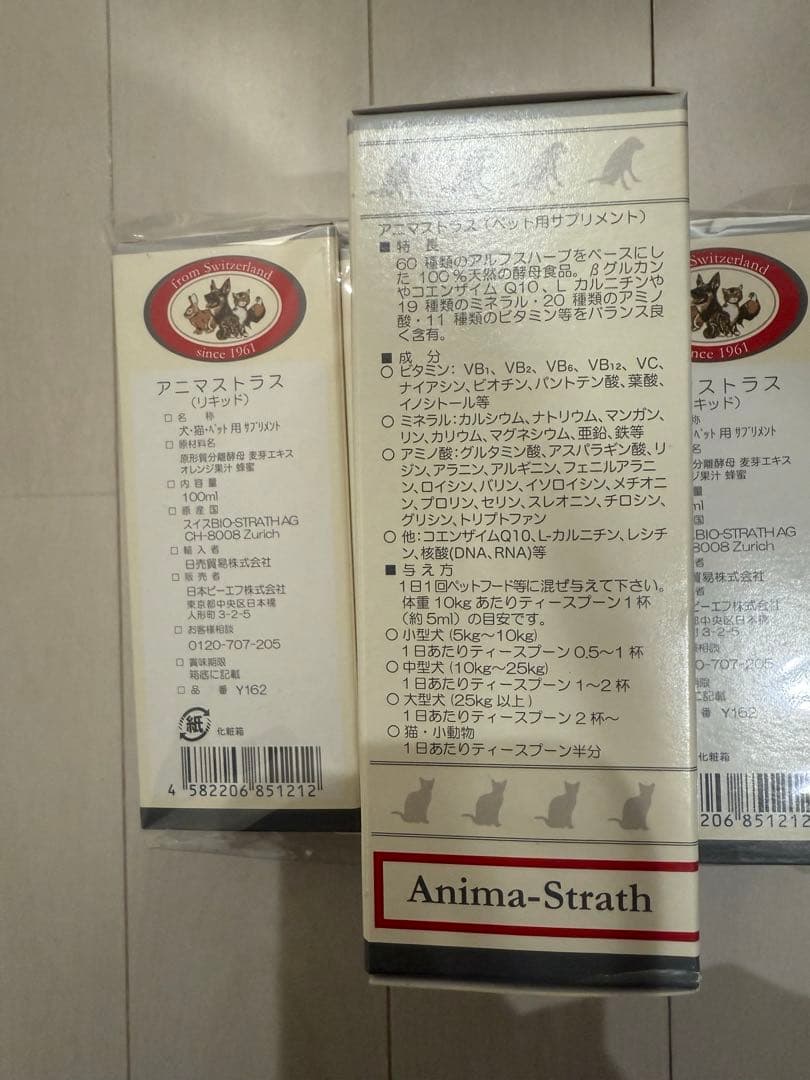 from Switzerland
since 1961
アニマストラス
(リキッド)
□ 名 称
犬・猫・ペット用サプリメント
□ 原材料名
原形質分離酵母 麦芽エキス
オレンジ果汁 蜂蜜
□ 内容量
100ml
□ 原産国
スイスBIO-STRATH AG
CH-8008 Zurich
□ 輸入者
日売貿易株式会社
□ 販売者
日本ビーエフ株式会社
東京都中央区日本橋
人形町3-2-5
□ お客様相談
0120-707-205
□ 賞味期限
箱底に記載
□ 品 番 Y162
紙
化粧箱
4 582206 851212
アニマストラス (ペット用サプリメント)
■ 特 長
60 種類のアルプスハーブをベースにし
た 100%天然の酵母食品。βグルカン
やコエンザイム Q10、L カルニチンや
19 種類のミネラル・20 種類のアミノ
酸・11 種類のビタミン等をバランス良
く含有。
■ 成 分
○ ビタミン: VB₁、VB₂、VB₆、VB₁₂、VC、
ナイアシン、ビオチン、パントテン酸、葉酸、
イノシトール等
○ ミネラル:カルシウム、ナトリウム、マンガン、
リン、カリウム、マグネシウム、亜鉛、鉄等
○ アミノ酸:グルタミン酸、アスパラギン酸、リ
ジン、アラニン、アルギニン、フェニルアラニ
ン、ロイシン、バリン、イソロイシン、メチオニ
ン、プロリン、セリン、スレオニン、チロシン、
グリシン、トリプトファン
○ 他:コエンザイムQ10、L-カルニチン、レシチ
ン、核酸(DNA、RNA)等
■ 与え方
1日1回ペットフード等に混ぜ与えて下さい。
体重 10kg あたりティースプーン 1 杯
(約 5ml) の目安です。
○ 小型犬 (5kg〜10kg)
1日あたりティースプーン 0.5〜1 杯
○ 中型犬 (10kg〜25kg)
1日あたりティースプーン 1〜2 杯
○ 大型犬 (25kg 以上)
1日あたりティースプーン 2 杯〜
○ 猫・小動物
1日あたりティースプーン半分
Anima-Strath
Switzerland
nce 1961
ストラス
キッド)
称
ペット用サプリメント
名
分離酵母 麦芽エキス
ジ果汁 蜂蜜
量
ml
国
BIO-STRATH AG
8008 Zurich
者
貿易株式会社
者
ビーエフ株式会社
都中央区日本橋
町3-2-5
様相談
0-707-205
期限
に記載
番 Y162
化粧箱
206 851212